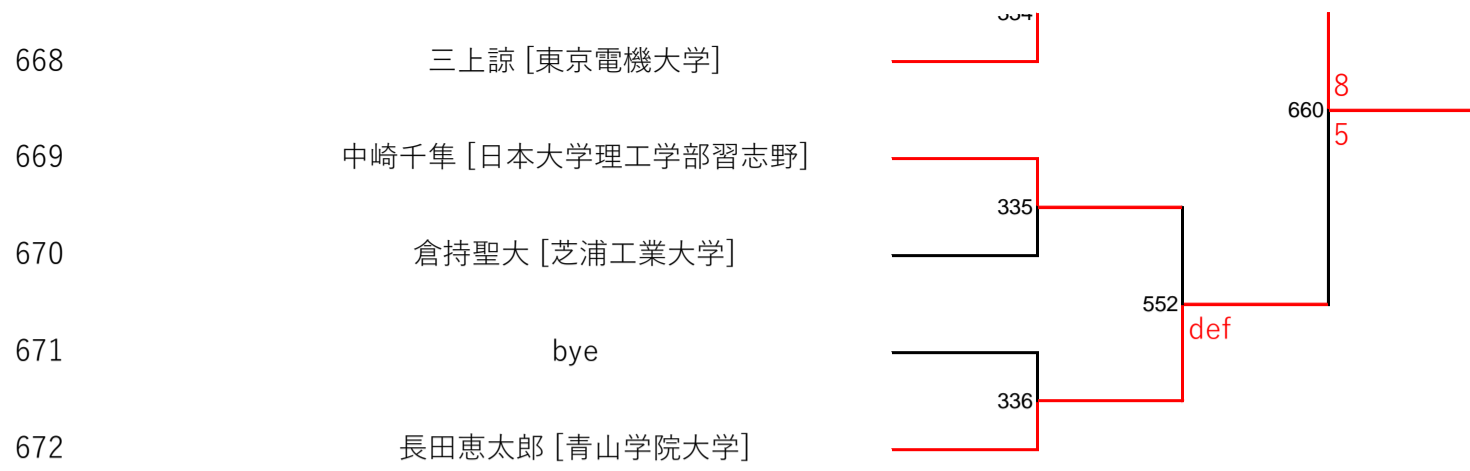 668 三上諒 [東京電機大学]
8
660
5
669 中崎千隼 [日本大学理工学部習志野]
335
670 倉持聖大 [芝浦工業大学]
552
def
671 bye
336
672 長田恵太郎 [青山学院大学]